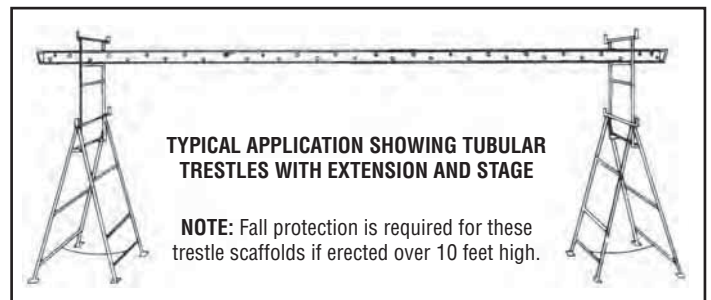 TYPICAL APPLICATION SHOWING TUBULAR
TRESTLES WITH EXTENSION AND STAGE
NOTE: Fall protection is required for these
trestle scaffolds if erected over 10 feet high.